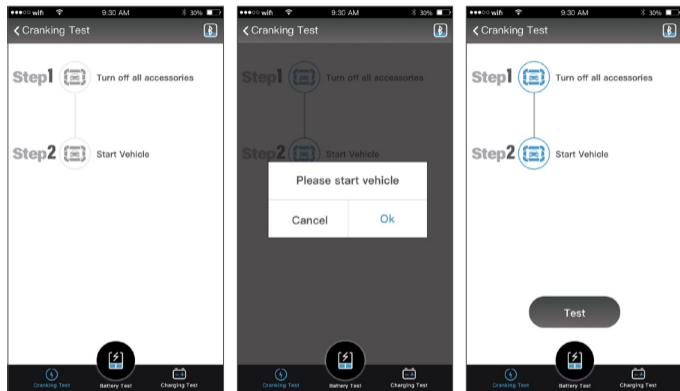 ●●●○○ wifi 9:30 AM 30%
Cranking Test
Step1 Turn off all accessories
Step2 Start Vehicle
Cranking Test Battery Test Charging Test
●●●○○ wifi 9:30 AM 30%
Cranking Test
Step1 Turn off all accessories
Step2 Start Vehicle
Please start vehicle
Cancel Ok
Cranking Test Battery Test Charging Test
●●●○○ wifi 9:30 AM 30%
Cranking Test
Step1 Turn off all accessories
Step2 Start Vehicle
Test
Cranking Test Battery Test Charging Test